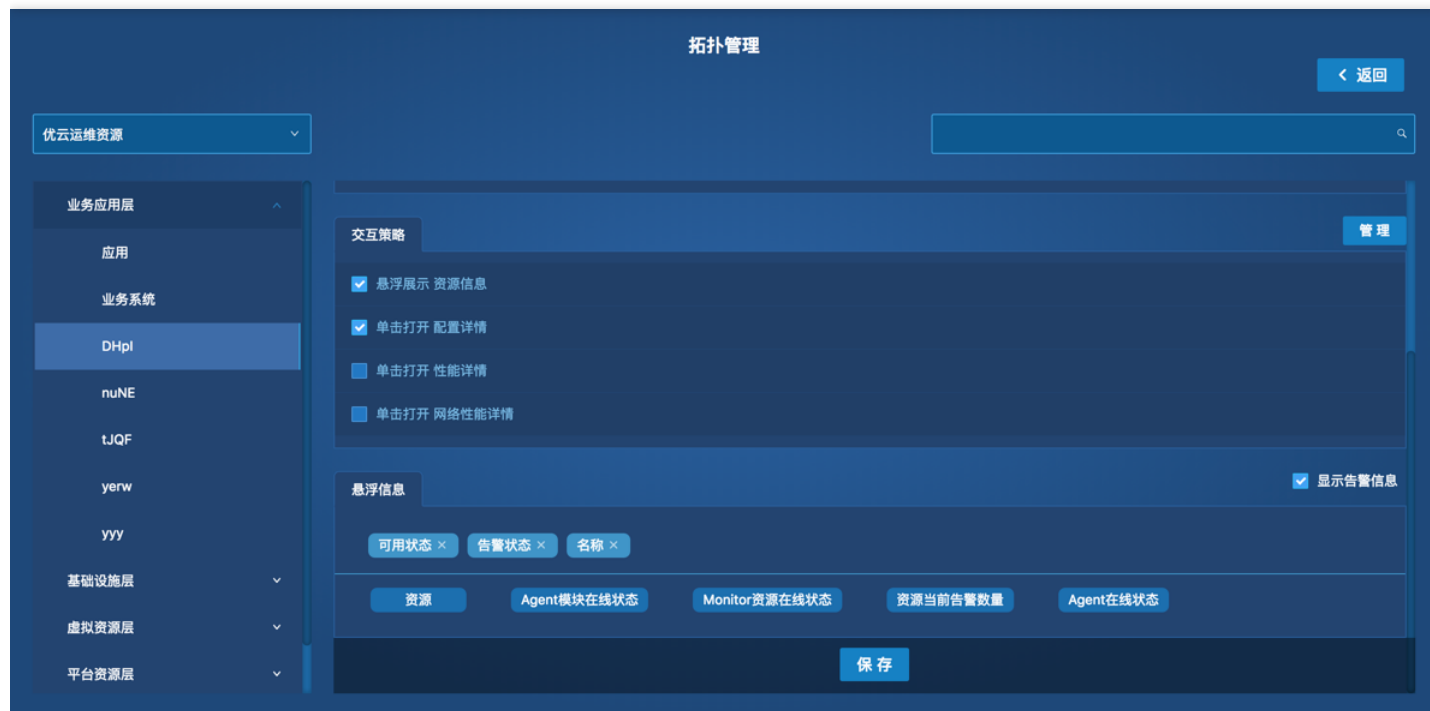 拓扑管理
返回
优云运维资源
业务应用层
应用
业务系统
DHpI
nuNE
tJQF
yerw
yyy
基础设施层
虚拟资源层
平台资源层
交互策略
管 理
悬浮展示 资源信息
单击打开 配置详情
单击打开 性能详情
单击打开 网络性能详情
悬浮信息
显示告警信息
可用状态 × 告警状态 × 名称 ×
资源 Agent模块在线状态 Monitor资源在线状态 资源当前告警数量 Agent在线状态
保 存